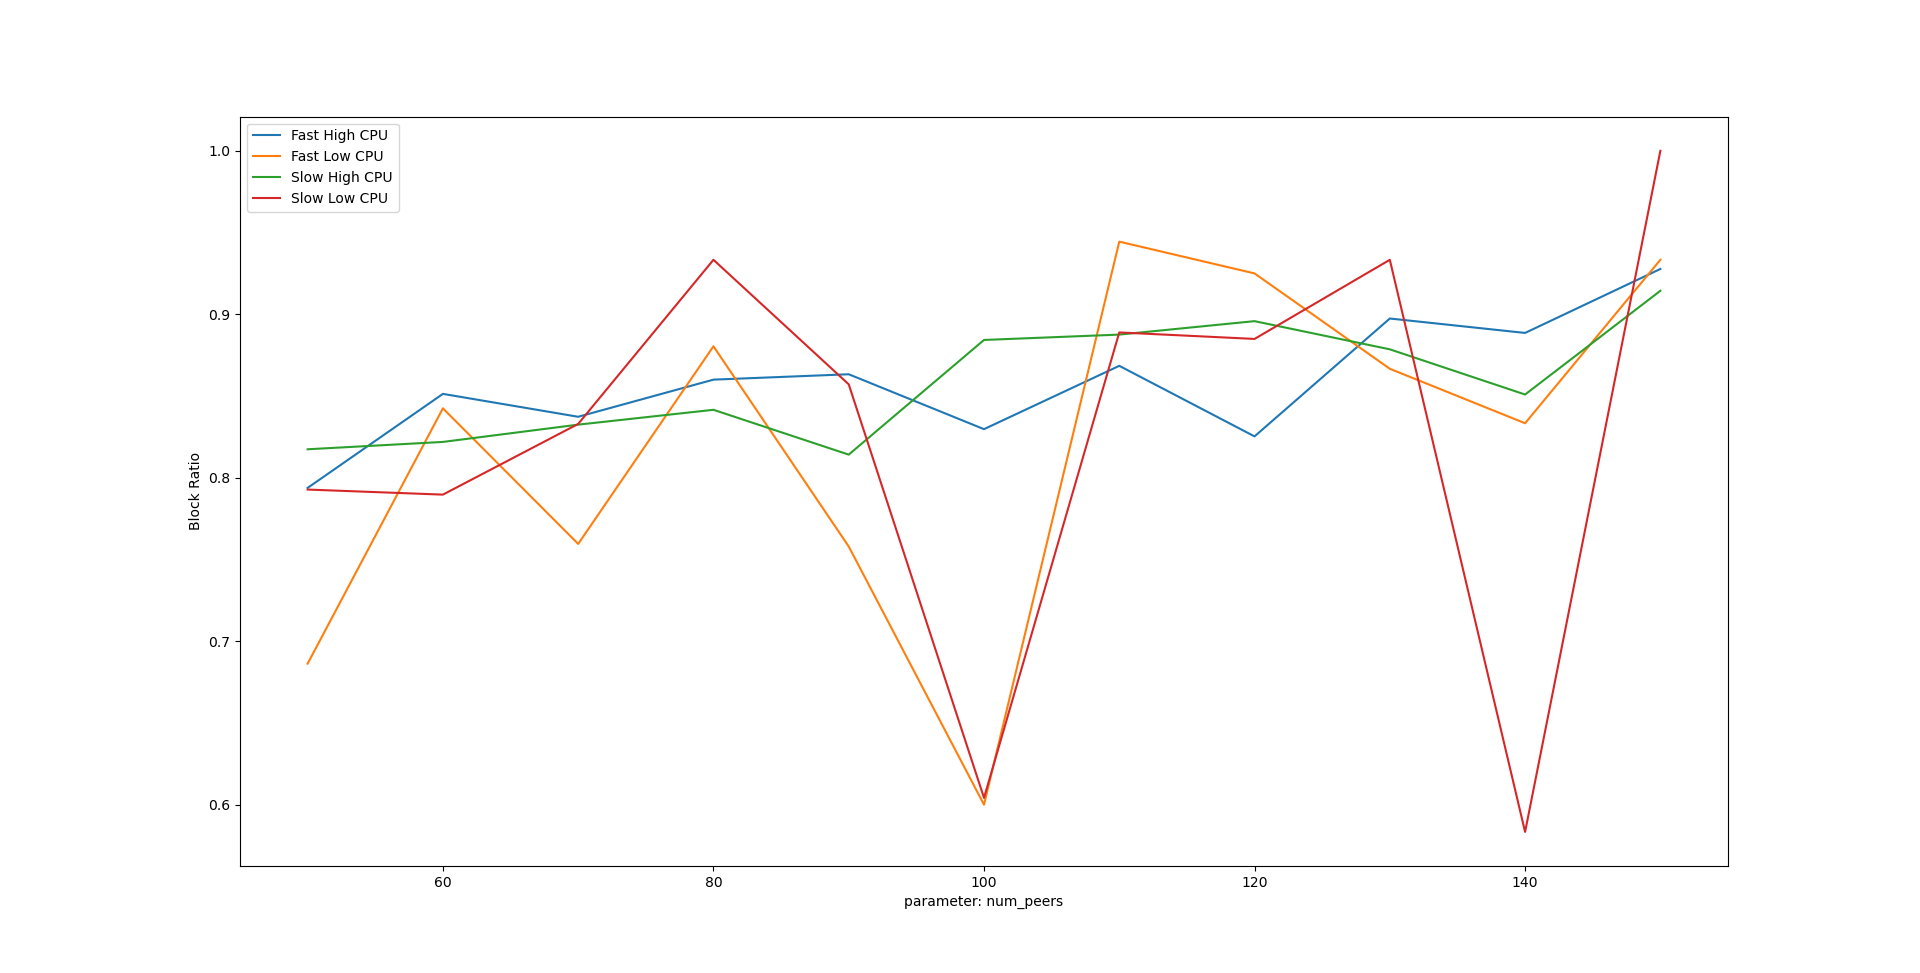 Fast High CPU
Fast Low CPU
Slow High CPU
Slow Low CPU
1.0
0.9
0.8
0.7
0.6
Block Ratio
60 80 100 120 140
parameter: num_peers